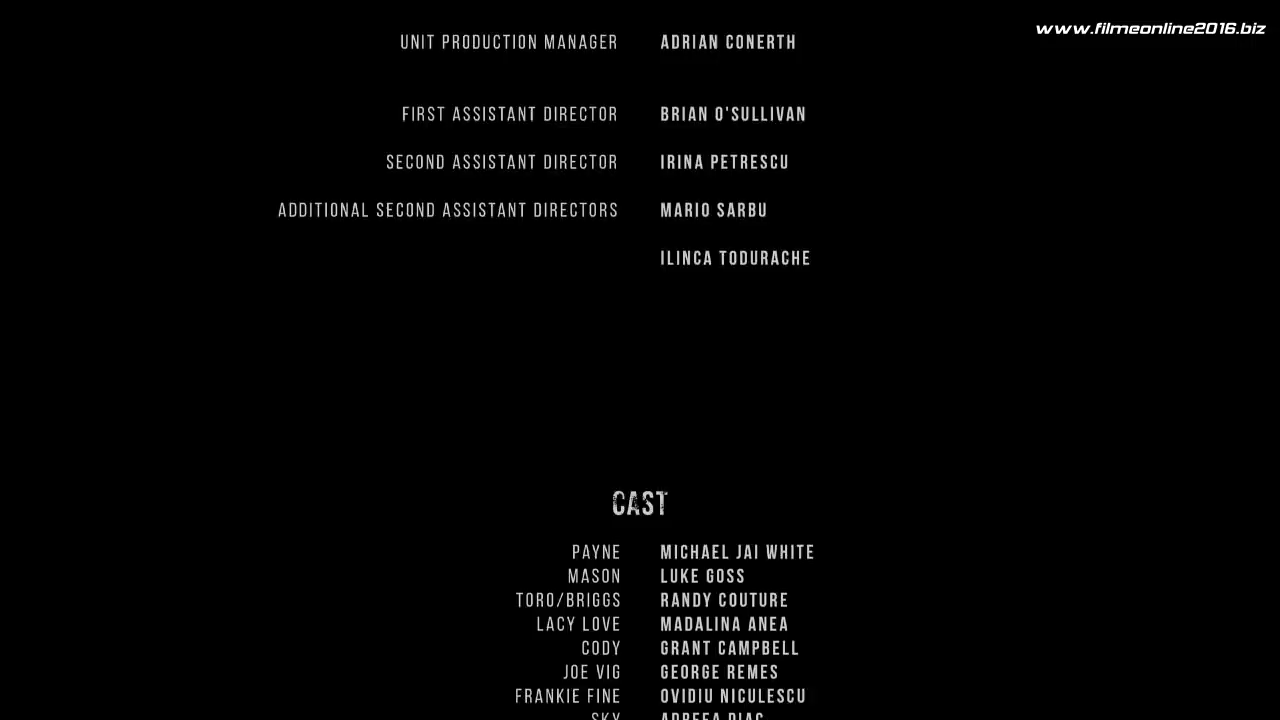 www.filmeonline2016.biz
UNIT PRODUCTION MANAGER ADRIAN CONERTH
FIRST ASSISTANT DIRECTOR BRIAN O'SULLIVAN
SECOND ASSISTANT DIRECTOR IRINA PETRESCU
ADDITIONAL SECOND ASSISTANT DIRECTORS MARIO SARBU
ILINCA TODURACHE
CAST
PAYNE MICHAEL JAI WHITE
MASON LUKE GOSS
TORO/BRIGGS RANDY COUTURE
LACY LOVE MADALINA ANEA
CODY GRANT CAMPBELL
JOE VIG GEORGE REMES
FRANKIE FINE OVIDIU NICULESCU
SKY